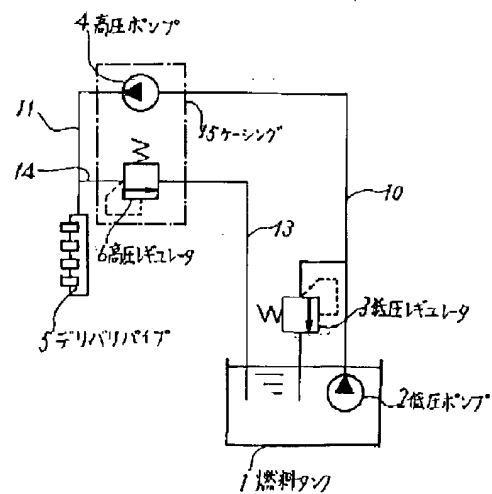 4高圧ポンプ
11
15ケーシング
14
10
6高圧レギュレータ
13
3低圧レギュレータ
5デリバリパイプ
2低圧ポンプ
1燃料タンク